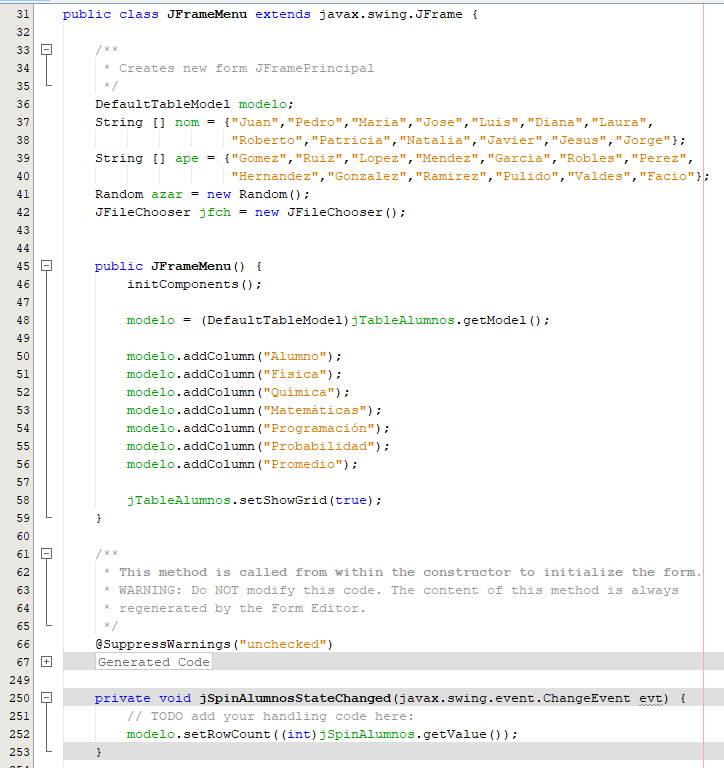 31 public class JFrameMenu extends javax.swing.JFrame {
32
33 /**
34 * Creates new form JFramePrincipal
35 */
36 DefaultTableModel modelo;
37 String [] nom = {"Juan","Pedro","Maria","Jose","Luis","Diana","Laura",
38 "Roberto","Patricia","Natalia","Javier","Jesus","Jorge"};
39 String [] ape = {"Gomez","Ruiz","Lopez","Mendez","Garcia","Robles","Perez",
40 "Hernandez","Gonzalez","Ramirez","Pulido","Valdes","Facio"};
41 Random azar = new Random();
42 JFileChooser jfch = new JFileChooser();
43
44
45 public JFrameMenu() {
46 initComponents();
47
48 modelo = (DefaultTableModel)jTableAlumnos.getModel();
49
50 modelo.addColumn("Alumno");
51 modelo.addColumn("Física");
52 modelo.addColumn("Química");
53 modelo.addColumn("Matemáticas");
54 modelo.addColumn("Programación");
55 modelo.addColumn("Probabilidad");
56 modelo.addColumn("Promedio");
57
58 jTableAlumnos.setShowGrid(true);
59 }
60
61 /**
62 * This method is called from within the constructor to initialize the form.
63 * WARNING: Do NOT modify this code. The content of this method is always
64 * regenerated by the Form Editor.
65 */
66 @SuppressWarnings("unchecked")
67 Generated Code
249
250 private void jSpinAlumnosStateChanged(javax.swing.event.ChangeEvent evt) {
251 // TODO add your handling code here:
252 modelo.setRowCount((int)jSpinAlumnos.getValue());
253 }